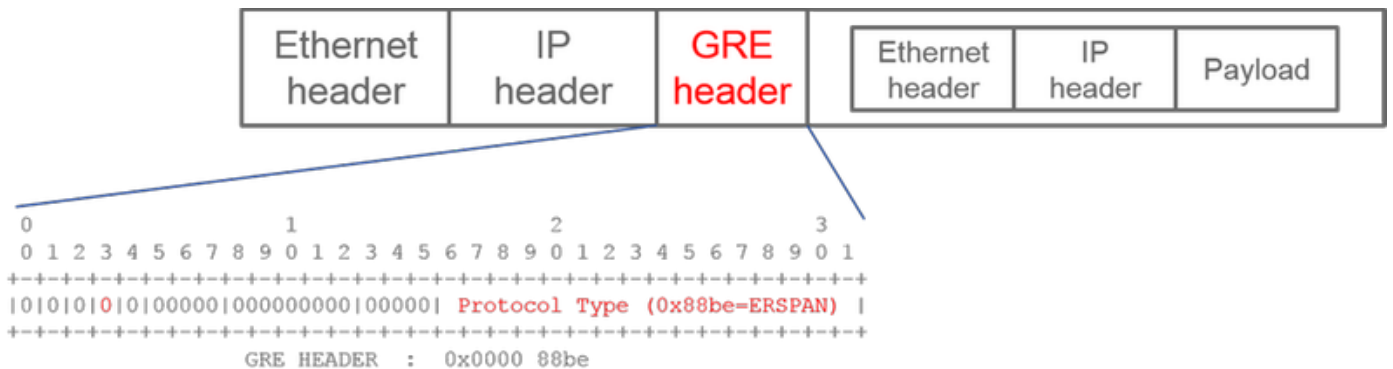 Ethernet header
IP header
GRE header
Ethernet header
IP header
Payload
0 1 2 3
0 1 2 3 4 5 6 7 8 9 0 1 2 3 4 5 6 7 8 9 0 1 2 3 4 5 6 7 8 9 0 1
+-+-+-+-+-+-+-+-+-+-+-+-+-+-+-+-+-+-+-+-+-+-+-+-+-+-+-+-+-+-+-+-+
|0|0|0|0|0|00000|000000000|00000| Protocol Type (0x88be=ERSPAN) |
+-+-+-+-+-+-+-+-+-+-+-+-+-+-+-+-+-+-+-+-+-+-+-+-+-+-+-+-+-+-+-+-+
GRE HEADER : 0x0000 88be